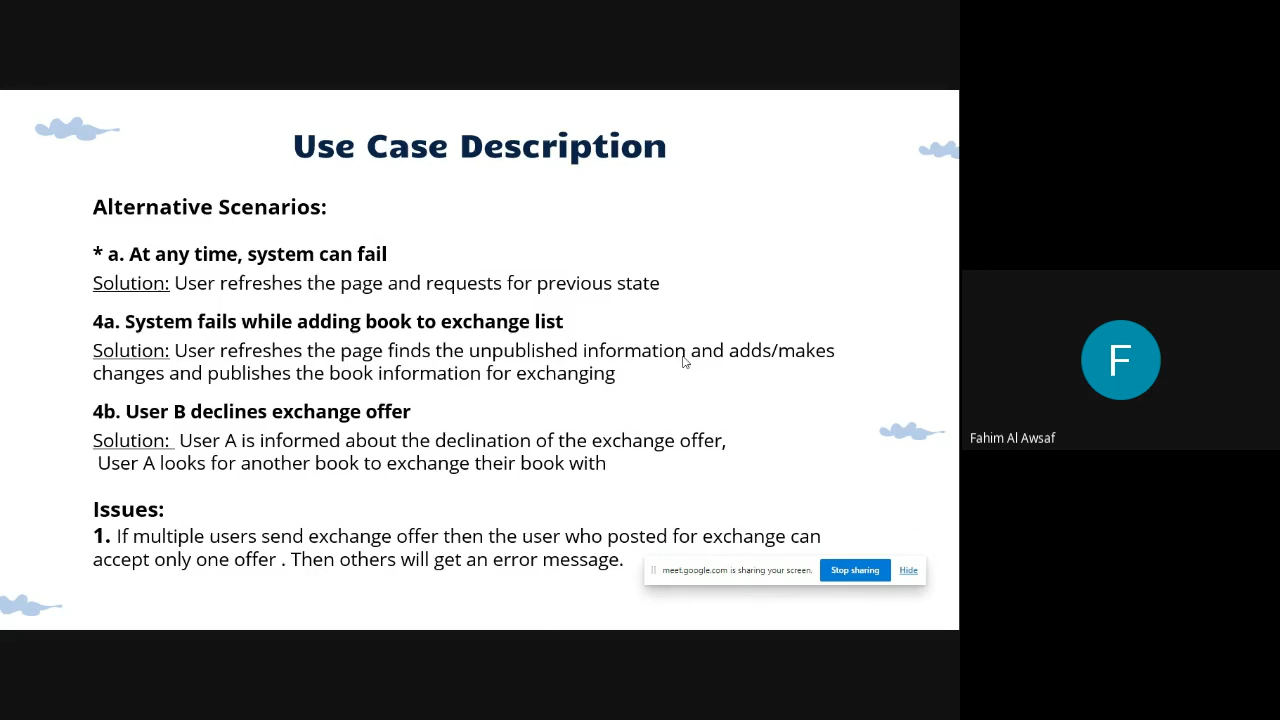 Use Case Description
Alternative Scenarios:
* a. At any time, system can fail
Solution: User refreshes the page and requests for previous state
4a. System fails while adding book to exchange list
Solution: User refreshes the page finds the unpublished information and adds/makes
changes and publishes the book information for exchanging
4b. User B declines exchange offer
Solution: User A is informed about the declination of the exchange offer,
User A looks for another book to exchange their book with
Issues:
1. If multiple users send exchange offer then the user who posted for exchange can
accept only one offer . Then others will get an error message.
meet.google.com is sharing your screen. Stop sharing Hide
F
Fahim Al Awsaf